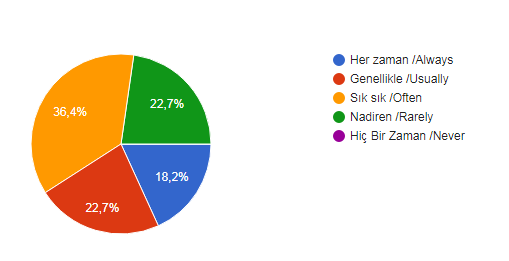 Her zaman /Always
Genellikle /Usually
Sık sık /Often
Nadiren /Rarely
Hiç Bir Zaman /Never
36,4%
22,7%
18,2%
22,7%